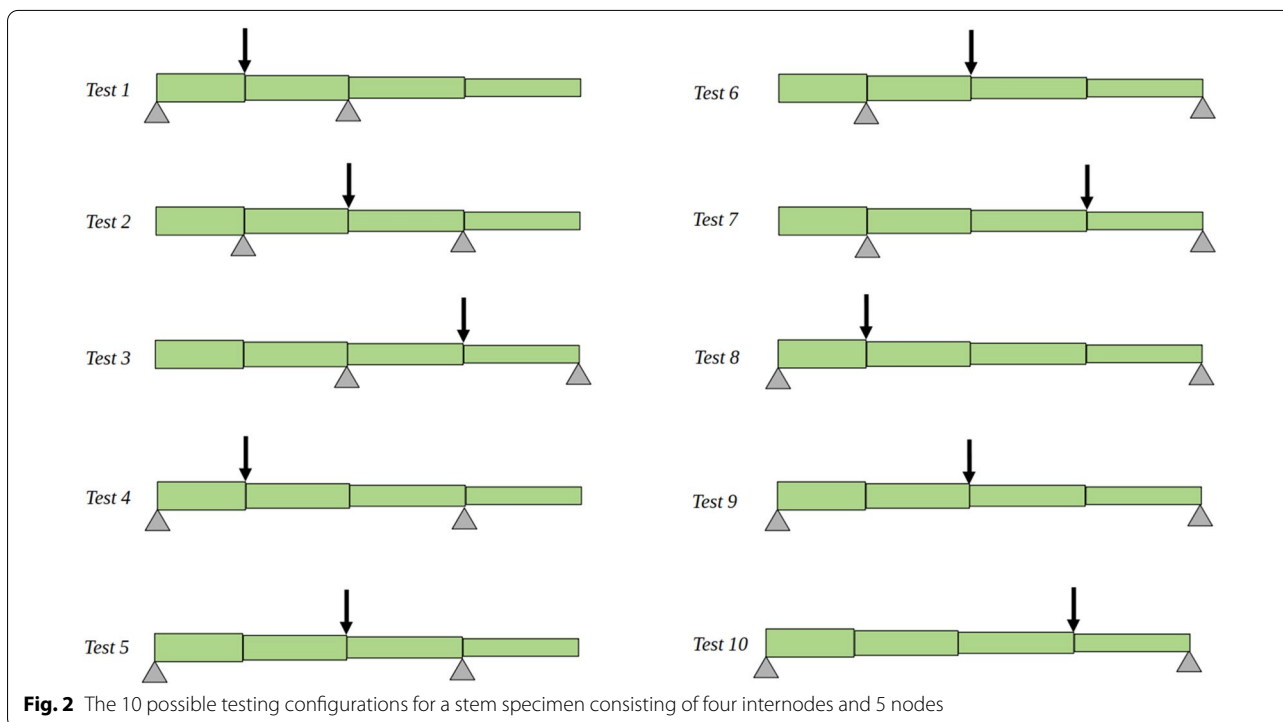 Test 1
Test 2
Test 3
Test 4
Test 5
Test 6
Test 7
Test 8
Test 9
Test 10
Fig. 2 The 10 possible testing configurations for a stem specimen consisting of four internodes and 5 nodes